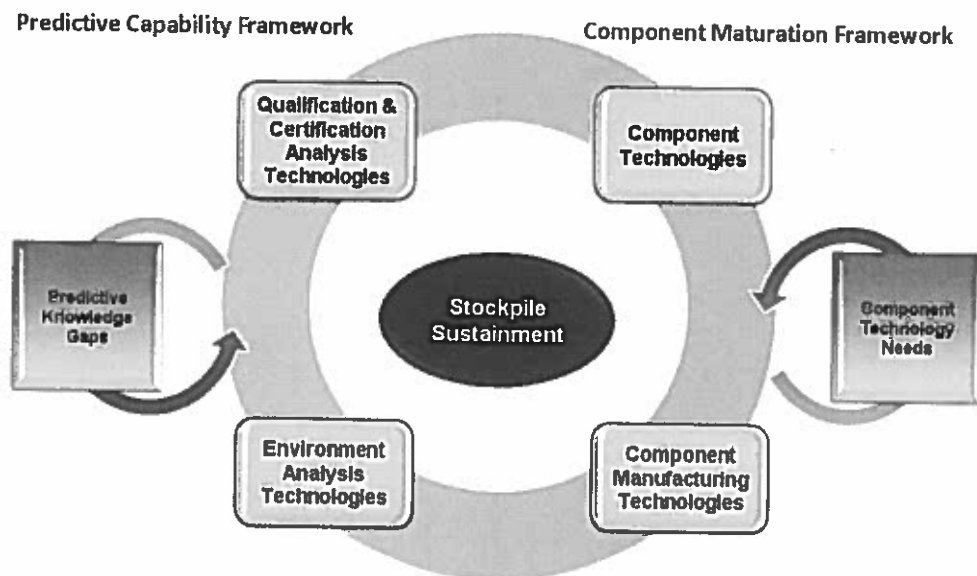 Predictive Capability Framework
Component Maturation Framework
Qualification &
Certification
Analysis
Technologies
Component
Technologies
Predictive
Knowledge
Gaps
Stockpile
Sustainment
Component
Technology
Needs
Environment
Analysis
Technologies
Component
Manufacturing
Technologies